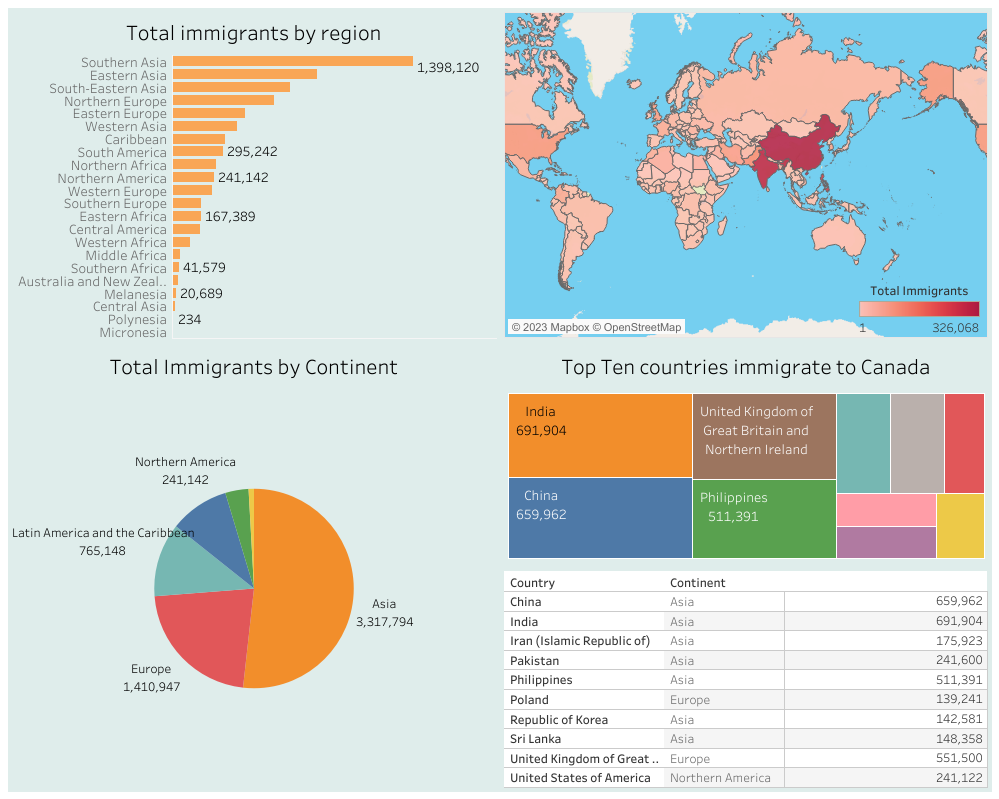 Total immigrants by region
Southern Asia
1,398,120
Eastern Asia
South-Eastern Asia
Northern Europe
Eastern Europe
Western Asia
Caribbean
South America
295,242
Northern Africa
Northern America
241,142
Western Europe
Southern Europe
Eastern Africa
167,389
Central America
Western Africa
Middle Africa
Southern Africa
41,579
Australia and New Zeal..
Melanesia
20,689
Central Asia
Polynesia
234
Micronesia
Total Immigrants
1
326,068
© 2023 Mapbox © OpenStreetMap
Total Immigrants by Continent
Northern America
241,142
Latin America and the Caribbean
765,148
Asia
3,317,794
Europe
1,410,947
Top Ten countries immigrate to Canada
India
691,904
China
659,962
United Kingdom of
Great Britain and
Northern Ireland
Philippines
511,391
Country Continent
China Asia 659,962
India Asia 691,904
Iran (Islamic Republic of) Asia 175,923
Pakistan Asia 241,600
Philippines Asia 511,391
Poland Europe 139,241
Republic of Korea Asia 142,581
Sri Lanka Asia 148,358
United Kingdom of Great .. Europe 551,500
United States of America Northern America 241,122